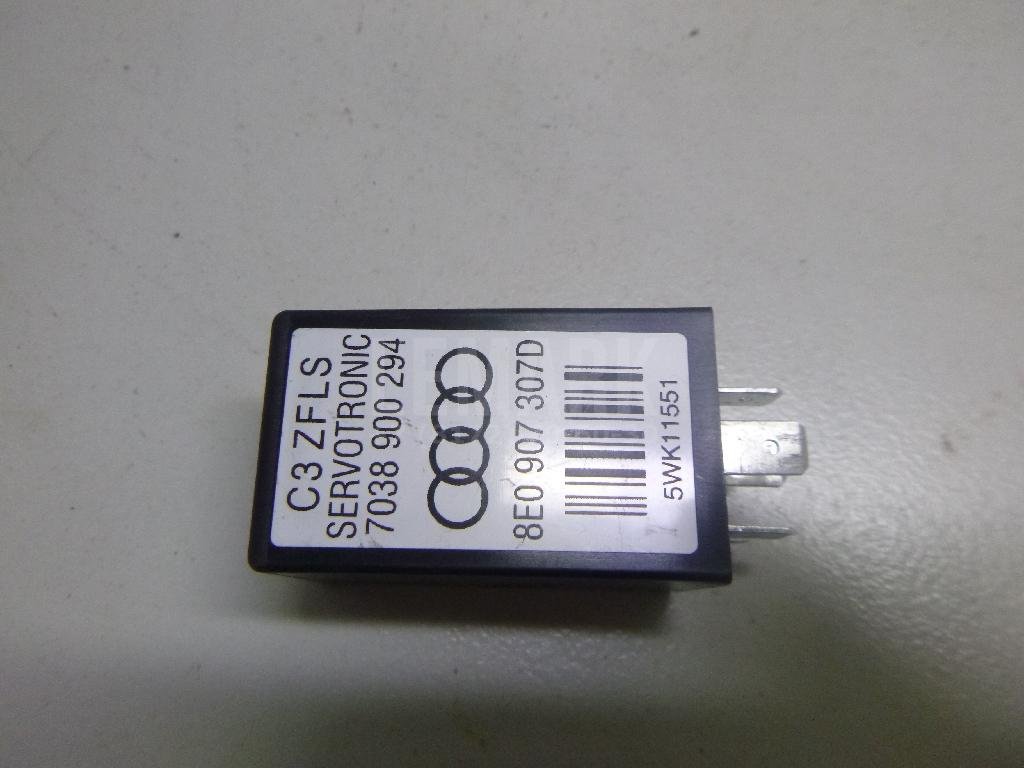 C3 ZFLS
SERVOTRONIC
7038 900 294
8E0 907 307D
5WK11551